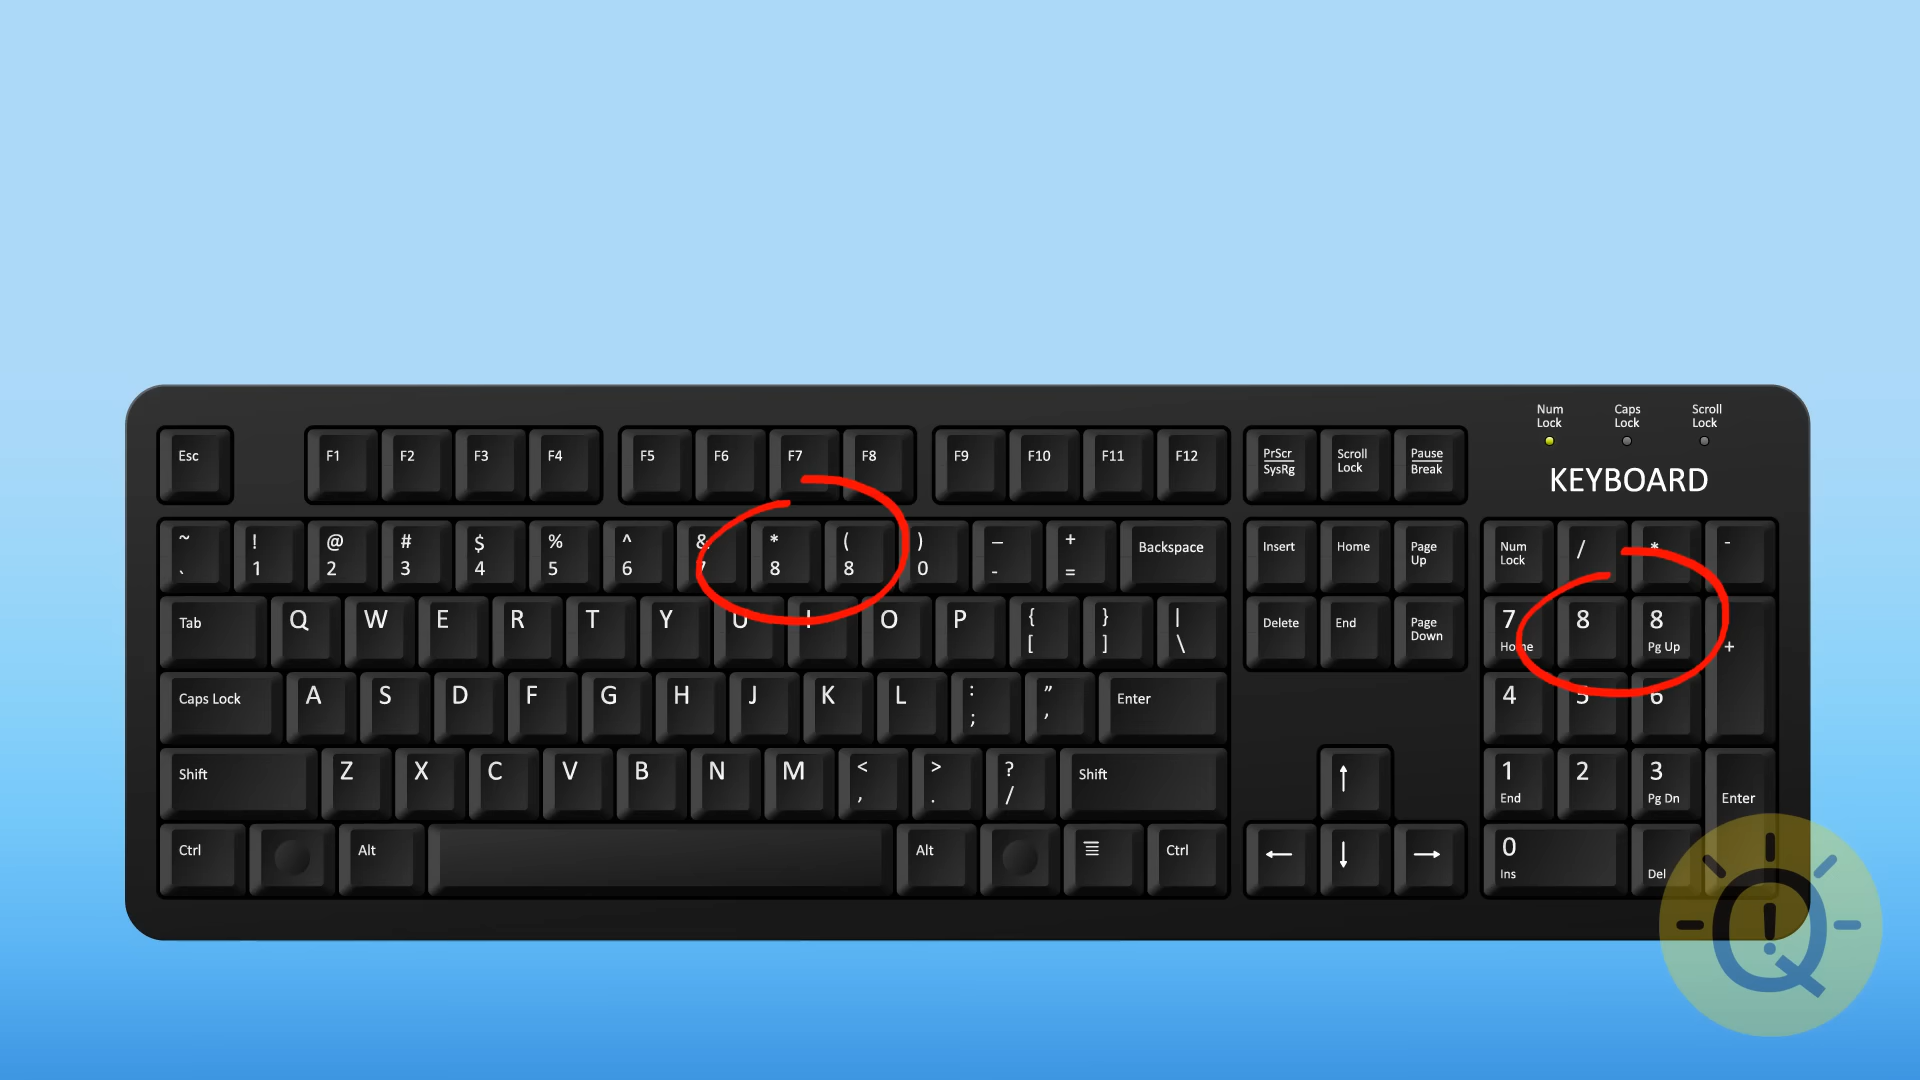 Num Caps Scroll
Lock Lock Lock
Esc F1 F2 F3 F4 F5 F6 F7 F8 F9 F10 F11 F12 PrScr Scroll Pause
SysRg Lock Break
KEYBOARD
~ ! @ # $ % ^ & * ( ) – + Backspace Insert Home Page Num / * -
` 1 2 3 4 5 6 7 8 8 0 - = Up Lock
Tab Q W E R T Y U I O P { } | Delete End Page 7 8 8 +
[ ] \ Down Home Pg Up
Caps Lock A S D F G H J K L : ” Enter 4 5 6
; ,
Shift Z X C V B N M < > ? Shift ↑ 1 2 3 Enter
, . / End Pg Dn
Ctrl Alt Alt Ctrl ← ↓ → 0
Ins Del
Q!